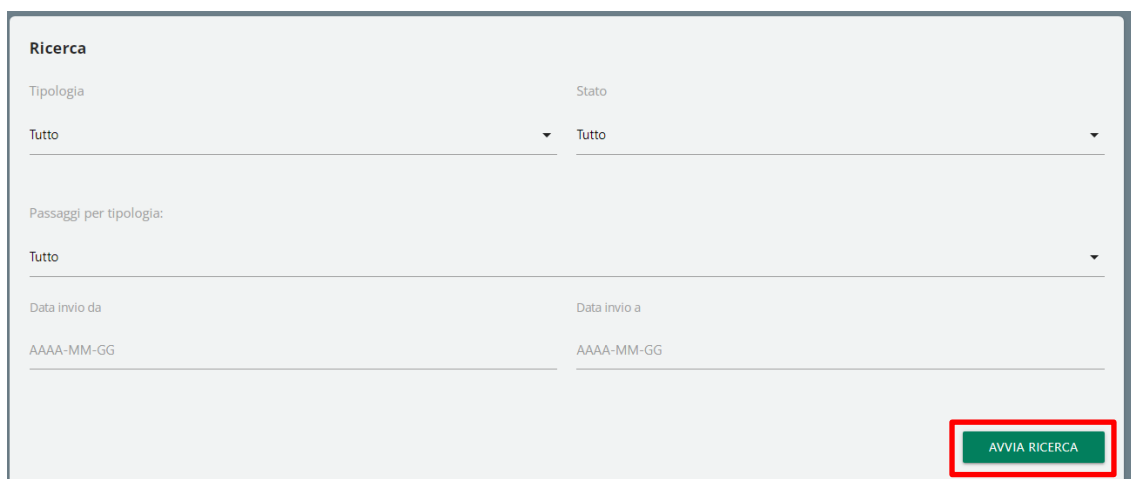 Ricerca
Tipologia Stato
Tutto Tutto
Passaggi per tipologia:
Tutto
Data invio da Data invio a
AAAA-MM-GG AAAA-MM-GG
AVVIA RICERCA